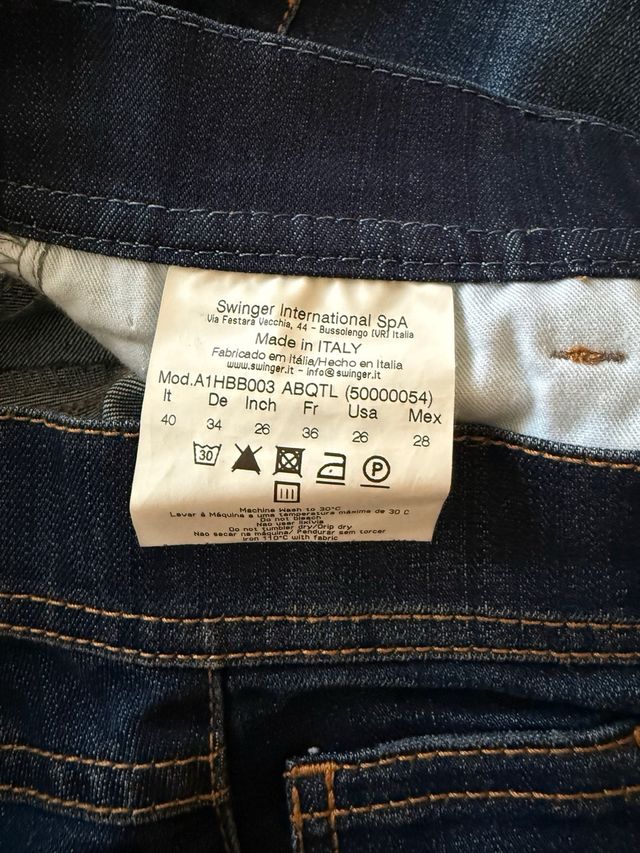 Swinger International SpA
Via Festara Vecchia, 44 - Bussolengo (VR) Italia
Made in ITALY
Fabricado em Itália/Hecho en Italia
www.swinger.it - info@swinger.it
Mod.A1HBB003 ABQTL (50000054)
It De Inch Fr Usa Mex
40 34 26 36 26 28
30 P
Machine Wash to 30°C
Lavar á Máquina a uma temperatura máxima de 30 C
Do not bleach
Não usar lixivia
Do not tumbler dry/Drip dry
Não secar na máquina/ Pendurar sem torcer
Iron 110°C with fabric